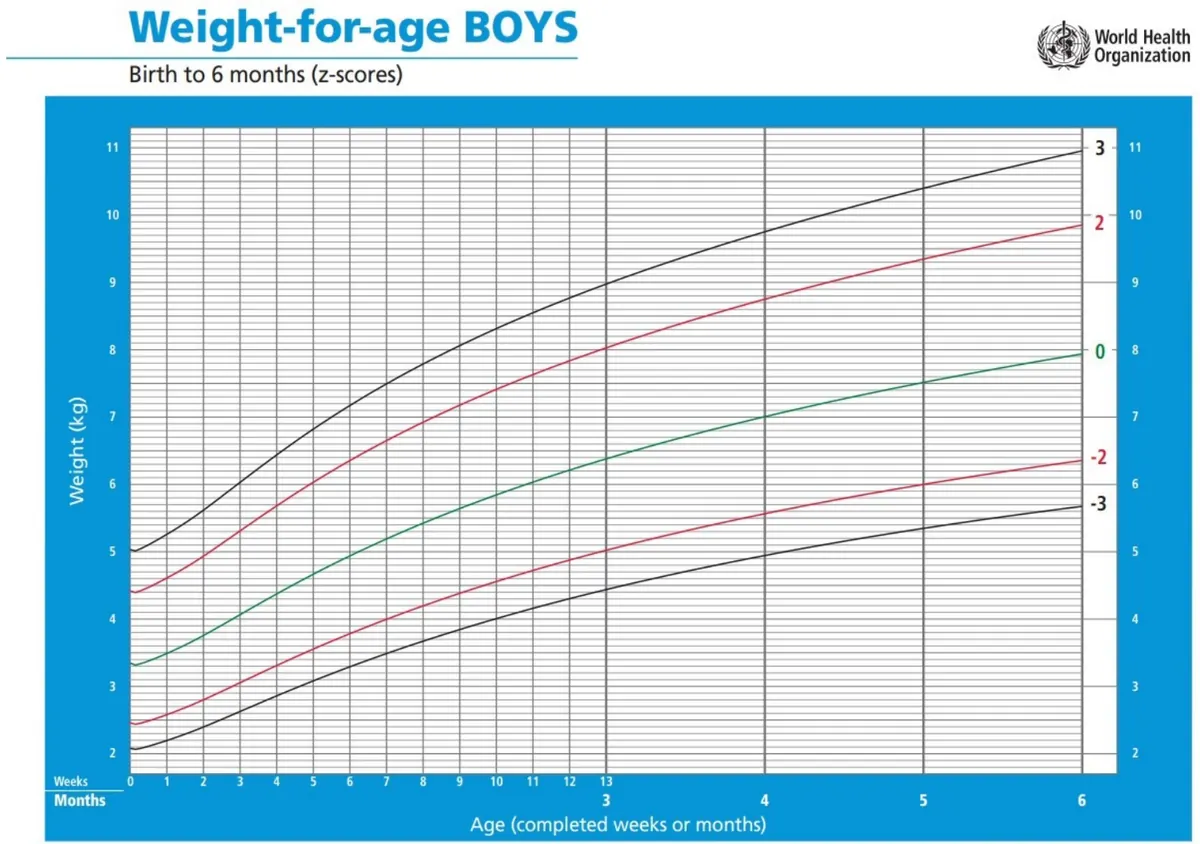 Weight-for-age BOYS
Birth to 6 months (z-scores)
World Health
Organization
Weight (kg)
11 3 11
10 2 10
9 9
8 0 8
7 7
6 -2 6
5 -3 5
4 4
3 3
2 2
Weeks 0 1 2 3 4 5 6 7 8 9 10 11 12 13
Months 3 4 5 6
Age (completed weeks or months)